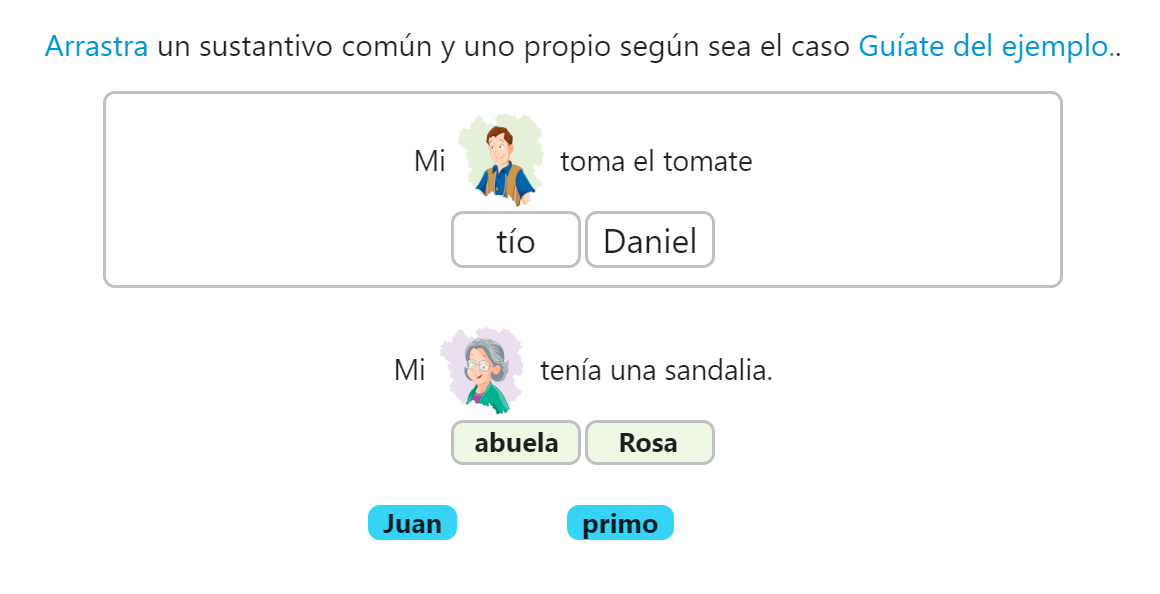 Arrastra un sustantivo común y uno propio según sea el caso Guíate del ejemplo..
Mi toma el tomate
tío Daniel
Mi tenía una sandalia.
abuela Rosa
Juan primo